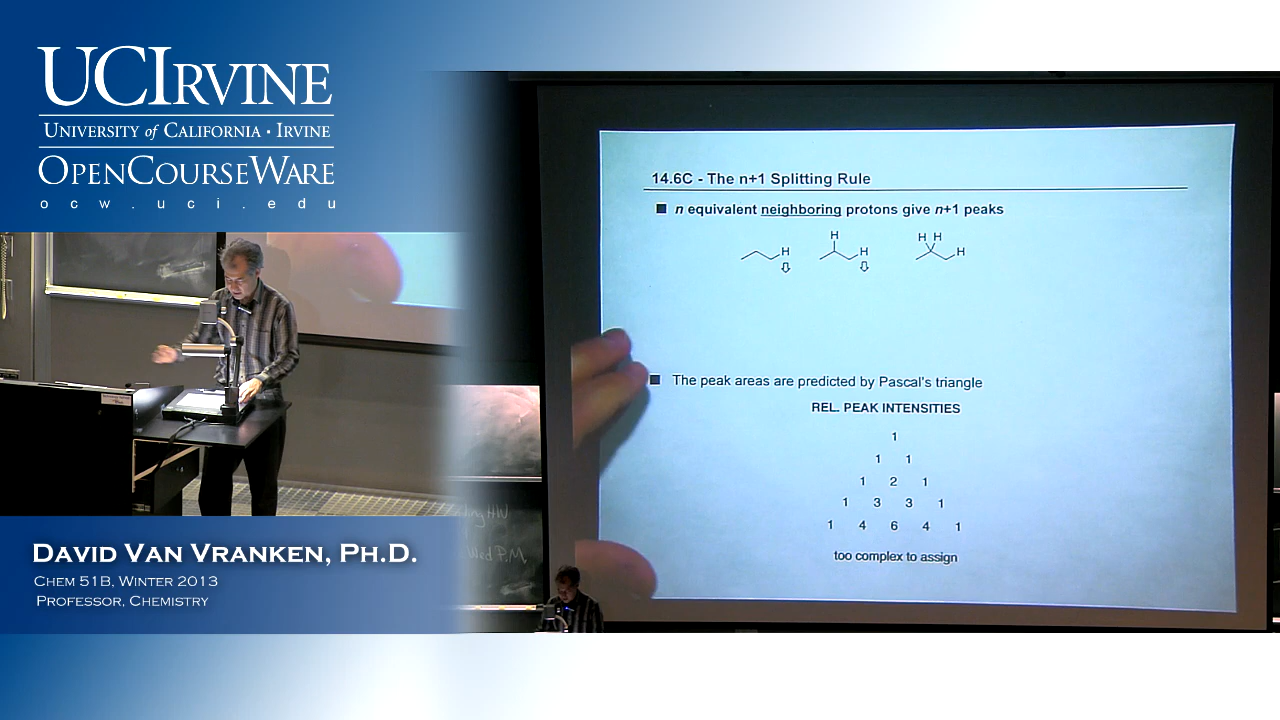 UCIRVINE
UNIVERSITY of CALIFORNIA · IRVINE
OPENCOURSEWARE
ocw.uci.edu
14.6C - The n+1 Splitting Rule
n equivalent neighboring protons give n+1 peaks
H H H H H H H
The peak areas are predicted by Pascal's triangle
REL. PEAK INTENSITIES
1
1 1
1 2 1
1 3 3 1
1 4 6 4 1
too complex to assign
DAVID VAN VRANKEN, PH.D.
CHEM 51B, WINTER 2013
PROFESSOR, CHEMISTRY